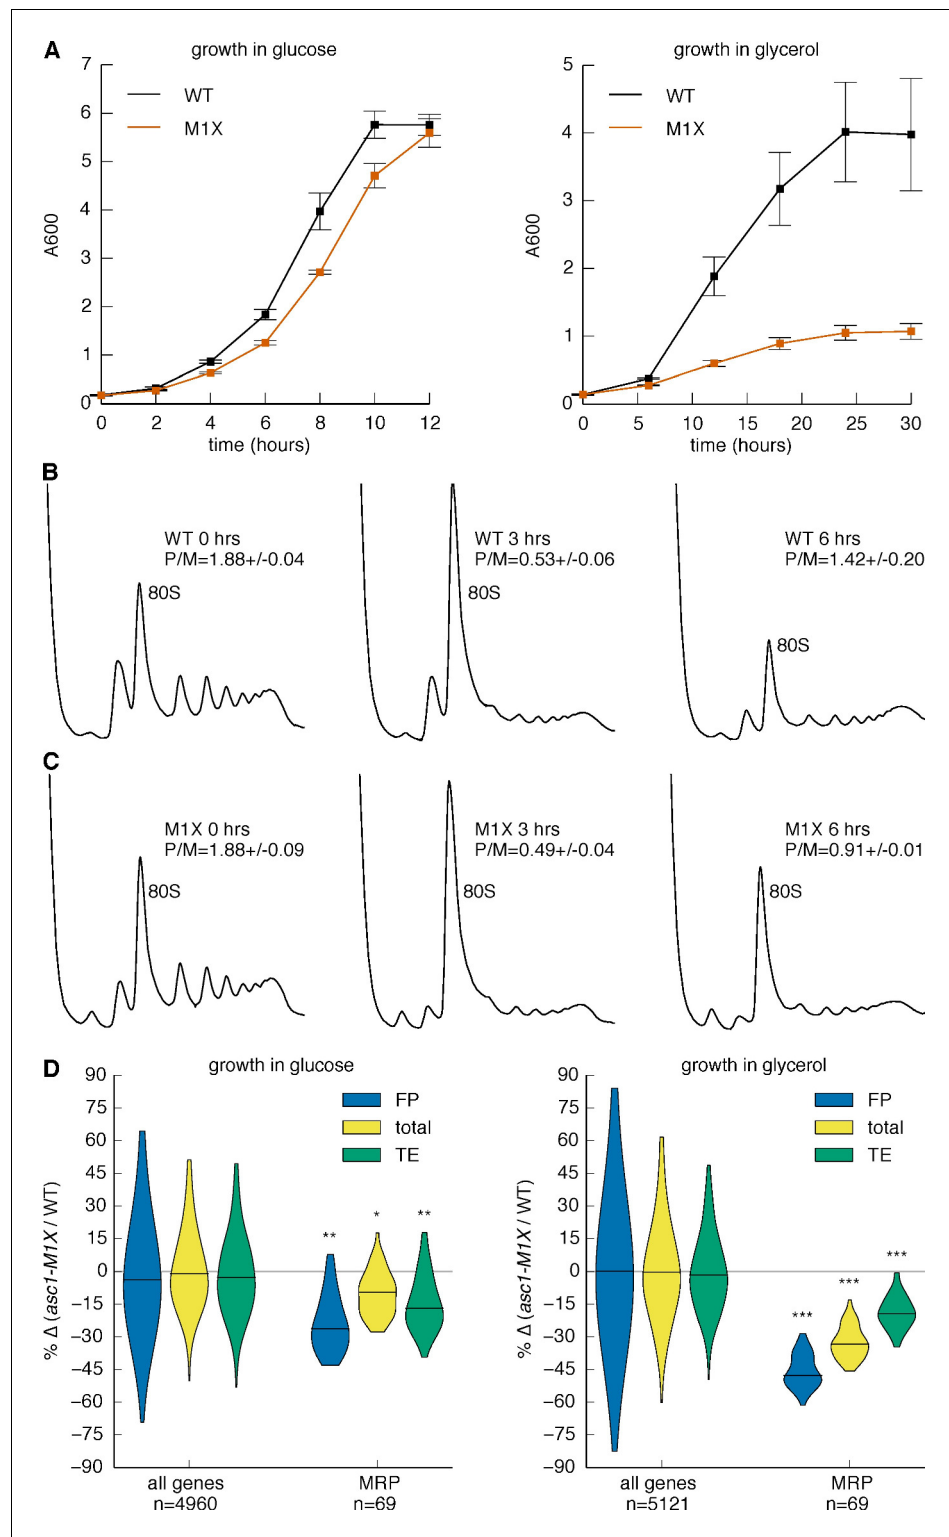 A
growth in glucose
7
6
5
4
3
2
1
0
A600
WT
M1X
0 2 4 6 8 10 12
time (hours)
growth in glycerol
5
4
3
2
1
0
A600
WT
M1X
0 5 10 15 20 25 30
time (hours)
B
WT 0 hrs
P/M=1.88+/-0.04
80S
WT 3 hrs
P/M=0.53+/-0.06
80S
WT 6 hrs
P/M=1.42+/-0.20
80S
C
M1X 0 hrs
P/M=1.88+/-0.09
80S
M1X 3 hrs
P/M=0.49+/-0.04
80S
M1X 6 hrs
P/M=0.91+/-0.01
80S
D
growth in glucose
90
75
60
45
30
15
0
−15
−30
−45
−60
−75
−90
% Δ (asc1-M1X / WT)
FP
total
TE
** * **
all genes
n=4960
MRP
n=69
growth in glycerol
90
75
60
45
30
15
0
−15
−30
−45
−60
−75
−90
% Δ (asc1-M1X / WT)
FP
total
TE
*** *** ***
all genes
n=5121
MRP
n=69